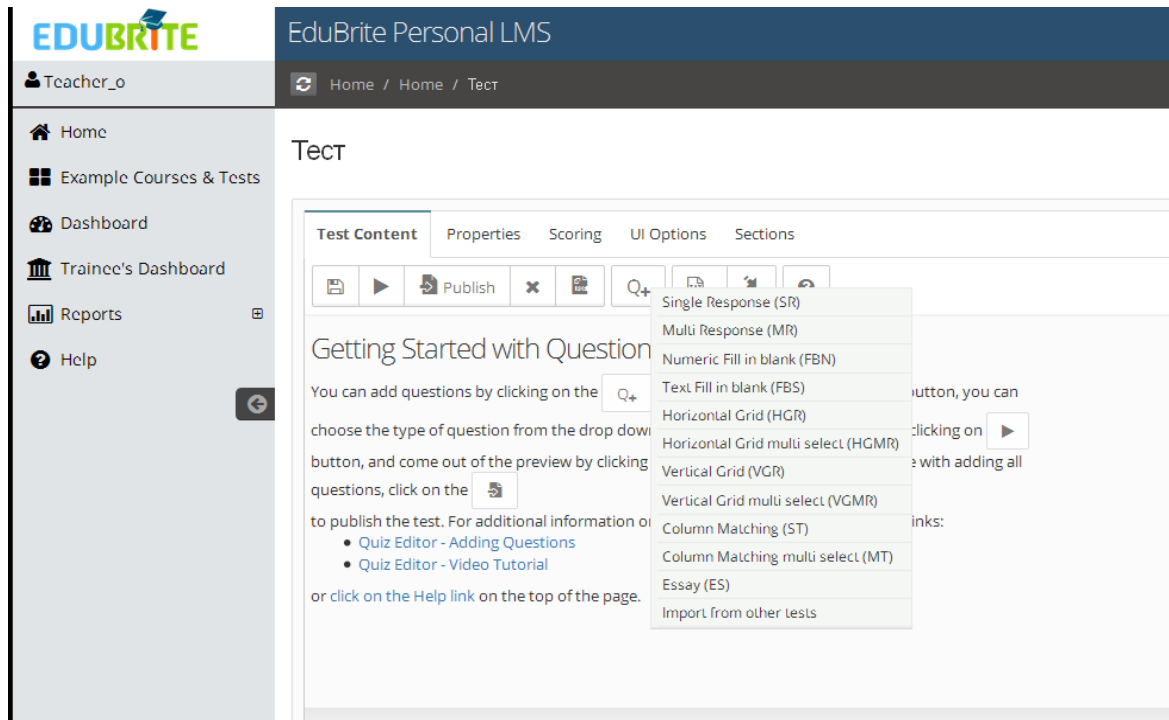 EDUBRITE
EduBrite Personal LMS
Teacher_o
Home / Home / Тест
Home
Example Courses & Tests
Dashboard
Trainee's Dashboard
Reports
Help
Тест
Test Content Properties Scoring UI Options Sections
Publish Q+
Single Response (SR)
Multi Response (MR)
Numeric Fill in blank (FBN)
Text Fill in blank (FBS)
Horizontal Grid (HGR)
Horizontal Grid multi select (HGMR)
Vertical Grid (VGR)
Vertical Grid multi select (VGMR)
Column Matching (ST)
Column Matching multi select (MT)
Essay (ES)
Import from other tests
Getting Started with Question
You can add questions by clicking on the Q+ utton, you can
choose the type of question from the drop dow licking on
button, and come out of the preview by clicking e with adding all
questions, click on the
to publish the test. For additional information o inks:
Quiz Editor - Adding Questions
Quiz Editor - Video Tutorial
or click on the Help link on the top of the page.